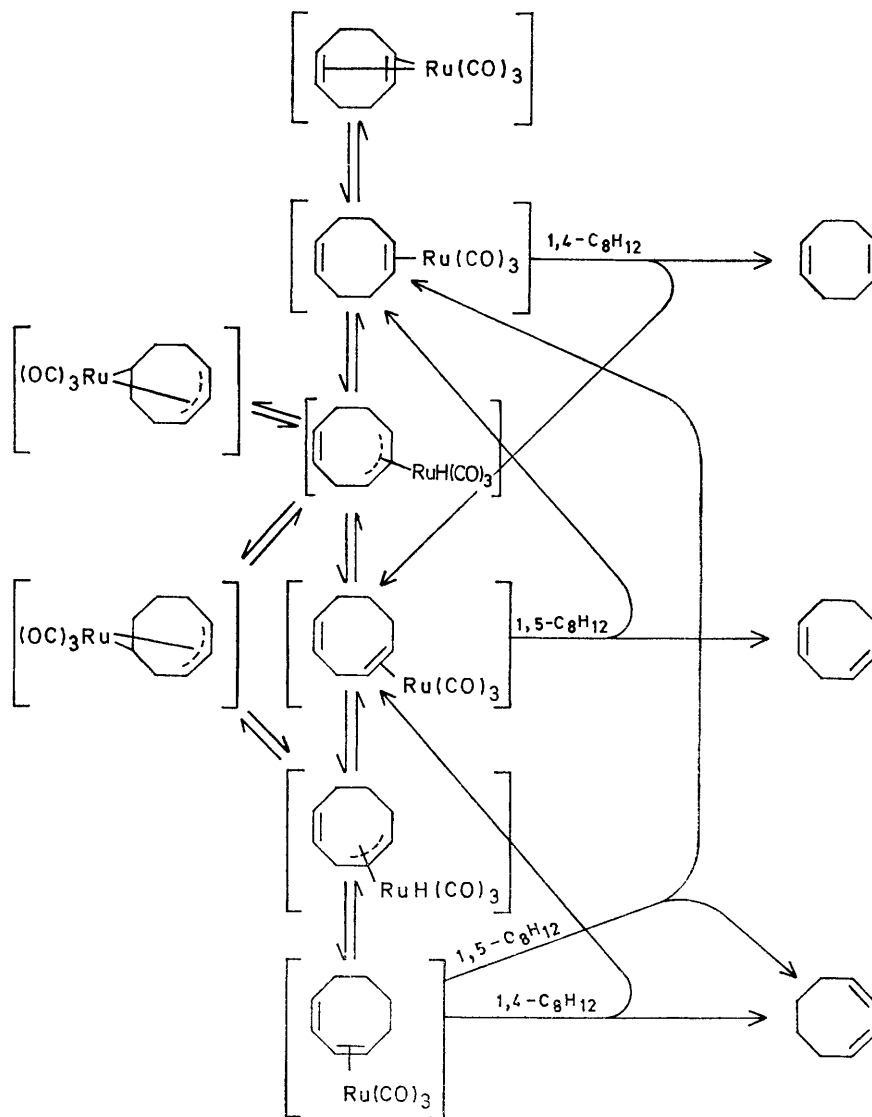 Ru(CO)3
Ru(CO)3
1,4-C8H12
(OC)3Ru
RuH(CO)3
(OC)3Ru
1,5-C8H12
Ru(CO)3
RuH(CO)3
1,5-C8H12
1,4-C8H12
Ru(CO)3